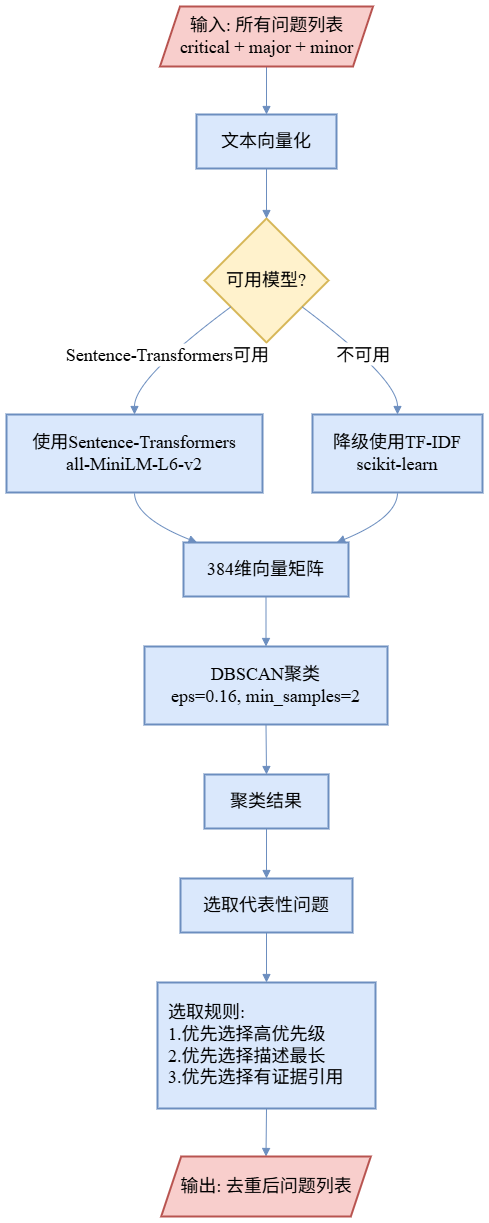 输入: 所有问题列表
critical + major + minor
文本向量化
可用模型?
Sentence-Transformers可用
不可用
使用Sentence-Transformers
all-MiniLM-L6-v2
降级使用TF-IDF
scikit-learn
384维向量矩阵
DBSCAN聚类
eps=0.16, min_samples=2
聚类结果
选取代表性问题
选取规则:
1.优先选择高优先级
2.优先选择描述最长
3.优先选择有证据引用
输出: 去重后问题列表